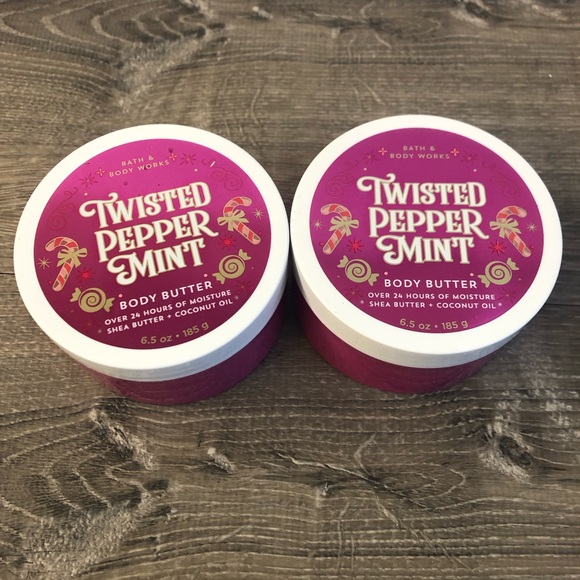 BATH &
BODY WORKS
TWISTED
PEPPER
MINT
BODY BUTTER
OVER 24 HOURS OF MOISTURE
SHEA BUTTER + COCONUT OIL
6.5 oz • 185 g
BATH &
BODY WORKS
TWISTED
PEPPER
MINT
BODY BUTTER
OVER 24 HOURS OF MOISTURE
SHEA BUTTER + COCONUT OIL
6.5 oz • 185 g